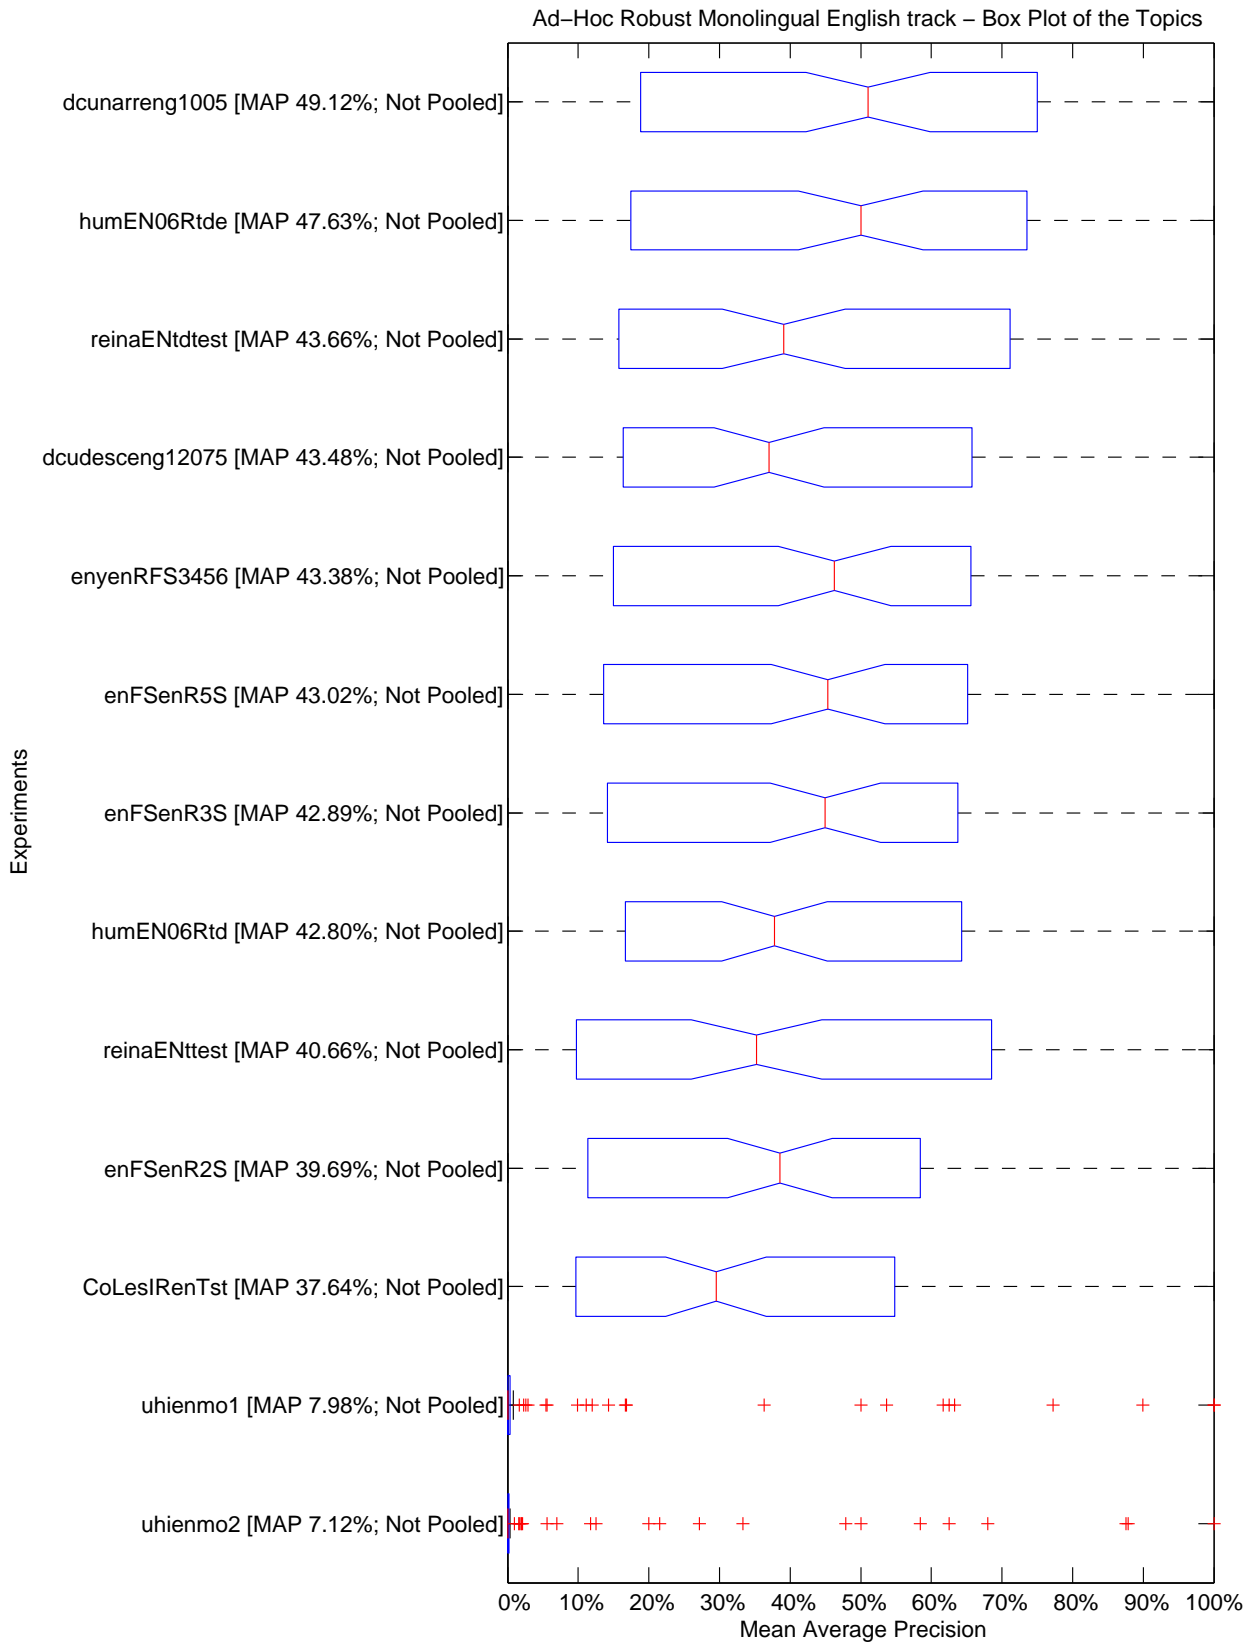 Ad-Hoc Robust Monolingual English track – Box Plot of the Topics
dcunarreng1005 [MAP 49.12%; Not Pooled]
humEN06Rtde [MAP 47.63%; Not Pooled]
reinaENtdtest [MAP 43.66%; Not Pooled]
dcudesceng12075 [MAP 43.48%; Not Pooled]
enyenRFS3456 [MAP 43.38%; Not Pooled]
enFSenR5S [MAP 43.02%; Not Pooled]
enFSenR3S [MAP 42.89%; Not Pooled]
humEN06Rtd [MAP 42.80%; Not Pooled]
reinaENttest [MAP 40.66%; Not Pooled]
enFSenR2S [MAP 39.69%; Not Pooled]
CoLesIRenTst [MAP 37.64%; Not Pooled]
uhienmo1 [MAP 7.98%; Not Pooled]
uhienmo2 [MAP 7.12%; Not Pooled]
Experiments
0% 10% 20% 30% 40% 50% 60% 70% 80% 90% 100%
Mean Average Precision